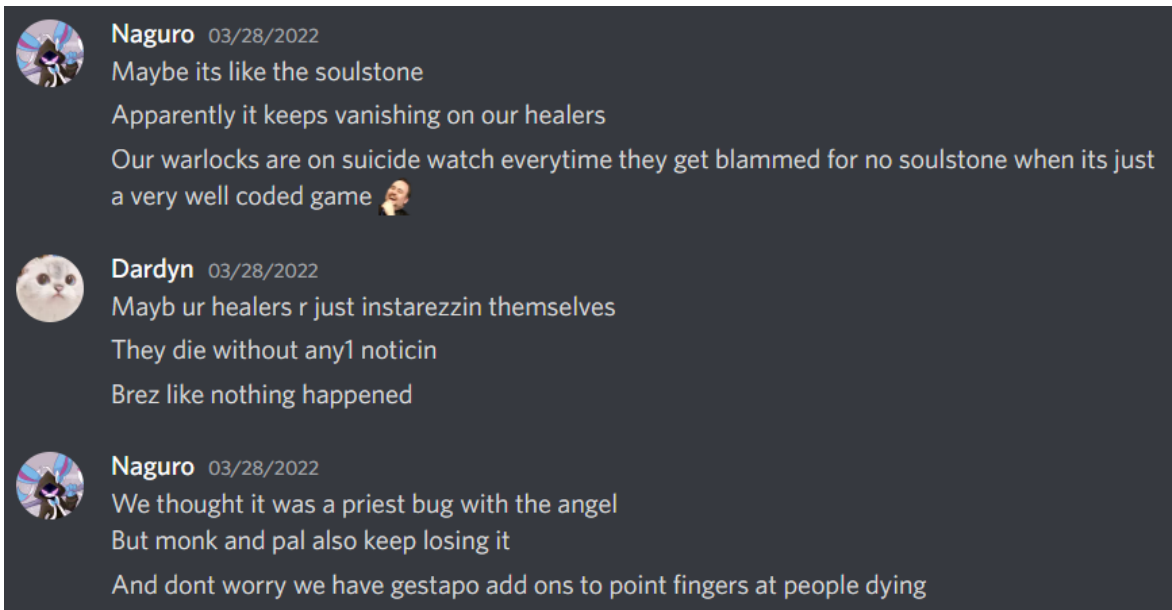 Naguro 03/28/2022
Maybe its like the soulstone
Apparently it keeps vanishing on our healers
Our warlocks are on suicide watch everytime they get blammed for no soulstone when its just
a very well coded game
Dardyn 03/28/2022
Mayb ur healers r just instarezzin themselves
They die without any1 noticin
Brez like nothing happened
Naguro 03/28/2022
We thought it was a priest bug with the angel
But monk and pal also keep losing it
And dont worry we have gestapo add ons to point fingers at people dying